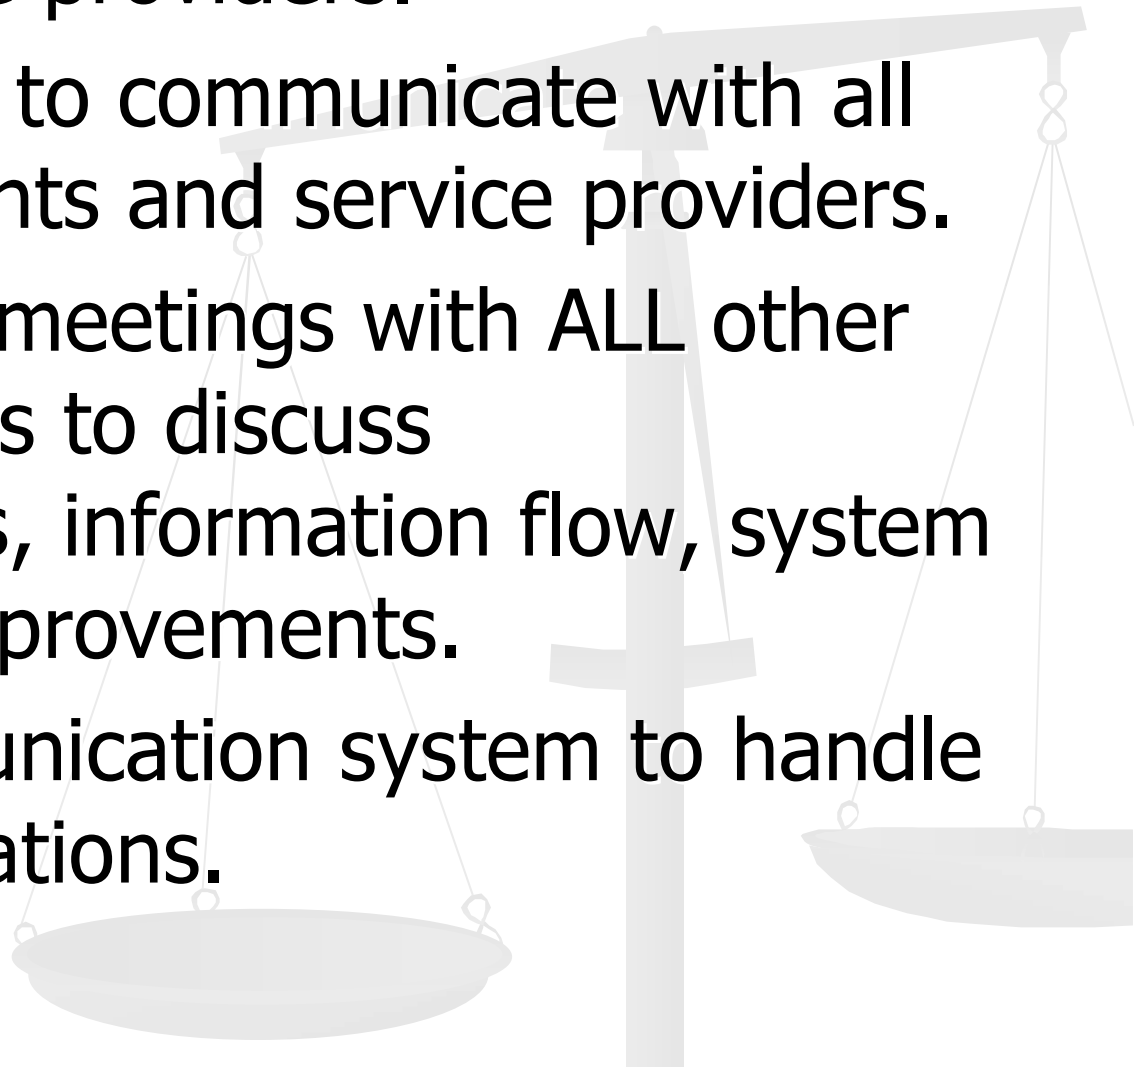 providers.
to communicate with all
nts and service providers.
meetings with ALL other
s to discuss
s, information flow, system
provements.
unication system to handle
ations.